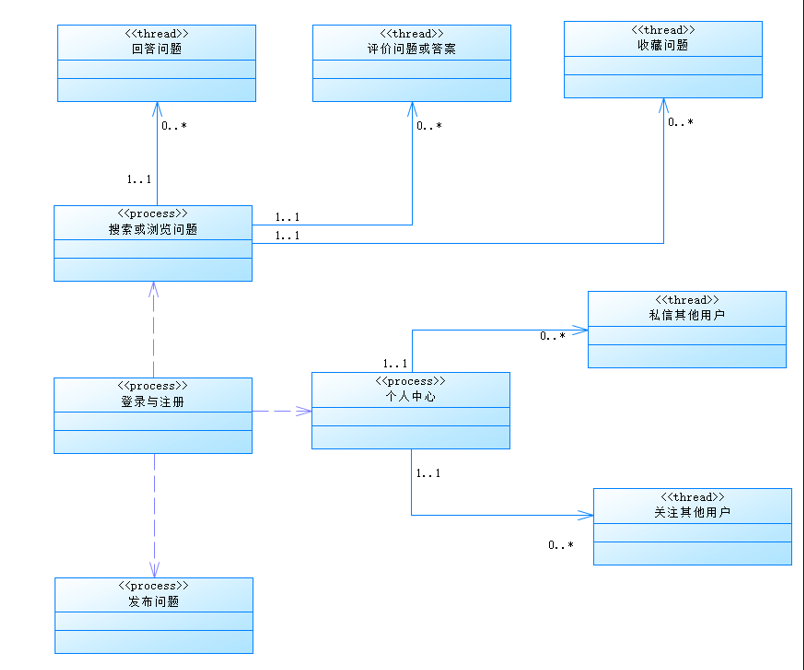 <<thread>>
回答问题
<<thread>>
评价问题或答案
<<thread>>
收藏问题
0..*
0..*
0..*
1..1
<<process>>
搜索或浏览问题
1..1
1..1
<<thread>>
私信其他用户
0..*
1..1
<<process>>
登录与注册
<<process>>
个人中心
1..1
<<thread>>
关注其他用户
0..*
<<process>>
发布问题